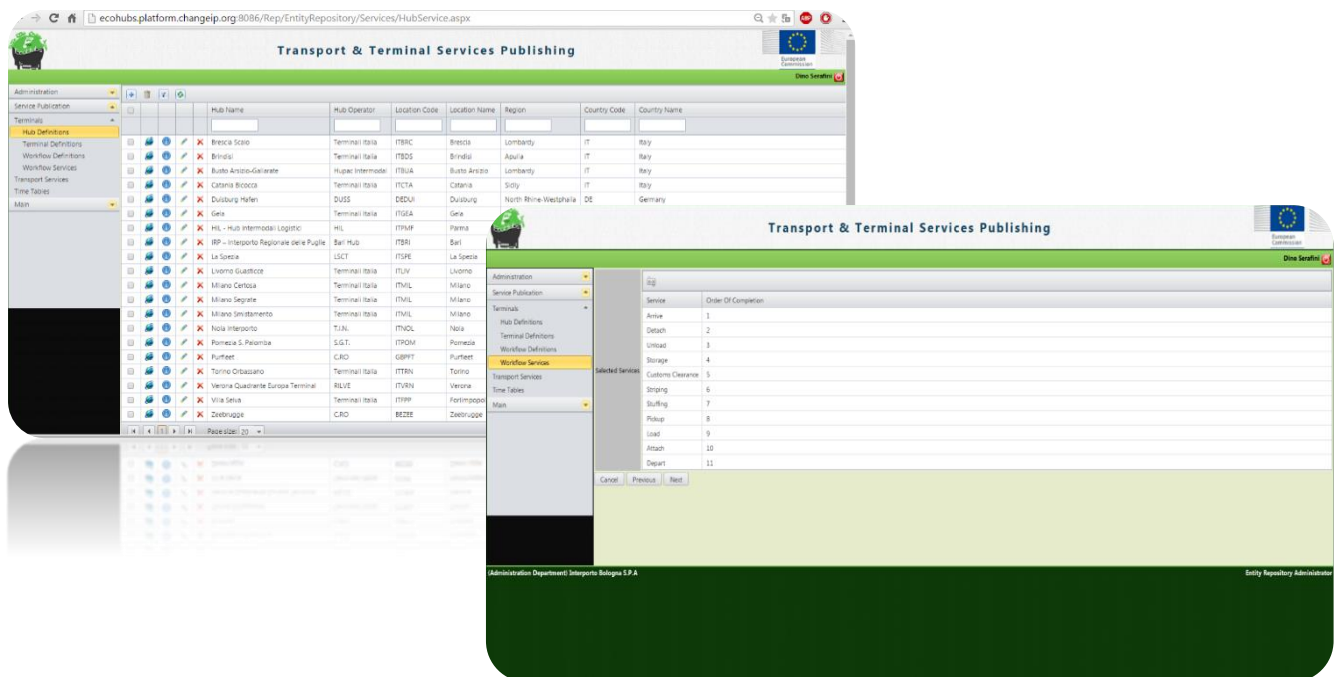 ecohubs.platform.changeip.org:8086/Rep/EntityRepository/Services/HubService.aspx
Transport & Terminal Services Publishing
European
Commission
Dino Serafini
Administration
Service Publication
Terminals
Hub Definitions
Terminal Definitions
Workflow Definitions
Workflow Services
Transport Services
Time Tables
Main
Hub Name Hub Operator Location Code Location Name Region Country Code Country Name
Brescia Scalo Terminali Italia ITBRC Brescia Lombardy IT Italy
Brindisi Terminali Italia ITBDS Brindisi Apulia IT Italy
Busto Arsizio-Gallarate Hupac Intermodal ITBUA Busto Arsizio Lombardy IT Italy
Catania Bicocca Terminali Italia ITCTA Catania Sicily IT Italy
Duisburg Hafen DUSS DEDUI Duisburg North Rhine-Westphalia DE Germany
Gela Terminali Italia ITGEA Gela
HIL - Hub Intermodali Logistici HIL ITPMF Parma
IRP – Interporto Regionale delle Puglie Bari Hub ITBRI Bari
La Spezia LSCT ITSPE La Spezia
Livorno Guasticce Terminali Italia ITLIV Livorno
Milano Certosa Terminali Italia ITMIL Milano
Milano Segrate Terminali Italia ITMIL Milano
Milano Smistamento Terminali Italia ITMIL Milano
Nola Interporto T.I.N. ITNOL Nola
Pomezia S. Palomba S.G.T. ITPOM Pomezia
Purfleet C.RO GBPFT Purfleet
Torino Orbassano Terminali Italia ITTRN Torino
Verona Quadrante Europa Terminal RILVE ITVRN Verona
Villa Selva Terminali Italia ITFPP Forlimpopol
Zeebrugge C.RO BEZEE Zeebrugge
1 Page size: 20
Transport & Terminal Services Publishing
European
Commission
Dino Serafini
Administration
Service Publication
Terminals
Hub Definitions
Terminal Definitions
Workflow Definitions
Workflow Services
Transport Services
Time Tables
Main
Selected Services
Service Order Of Completion
Arrive 1
Detach 2
Unload 3
Storage 4
Customs Clearance 5
Striping 6
Stuffing 7
Pickup 8
Load 9
Attach 10
Depart 11
Cancel Previous Next
(Administration Department) Interporto Bologna S.P.A Entity Repository Administrator